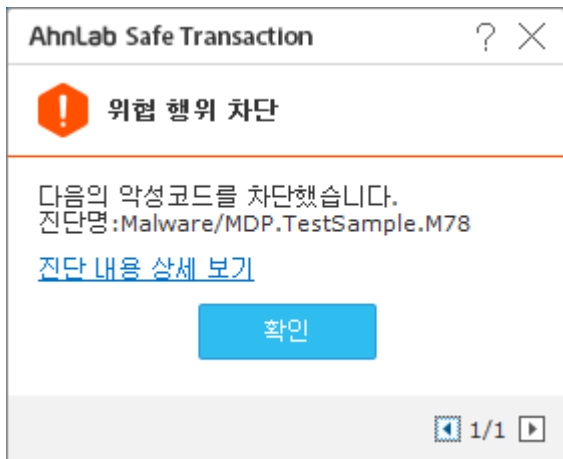 AhnLab Safe Transaction
위협 행위 차단
다음의 악성코드를 차단했습니다.
진단명:Malware/MDP.TestSample.M78
진단 내용 상세 보기
확인
1/1